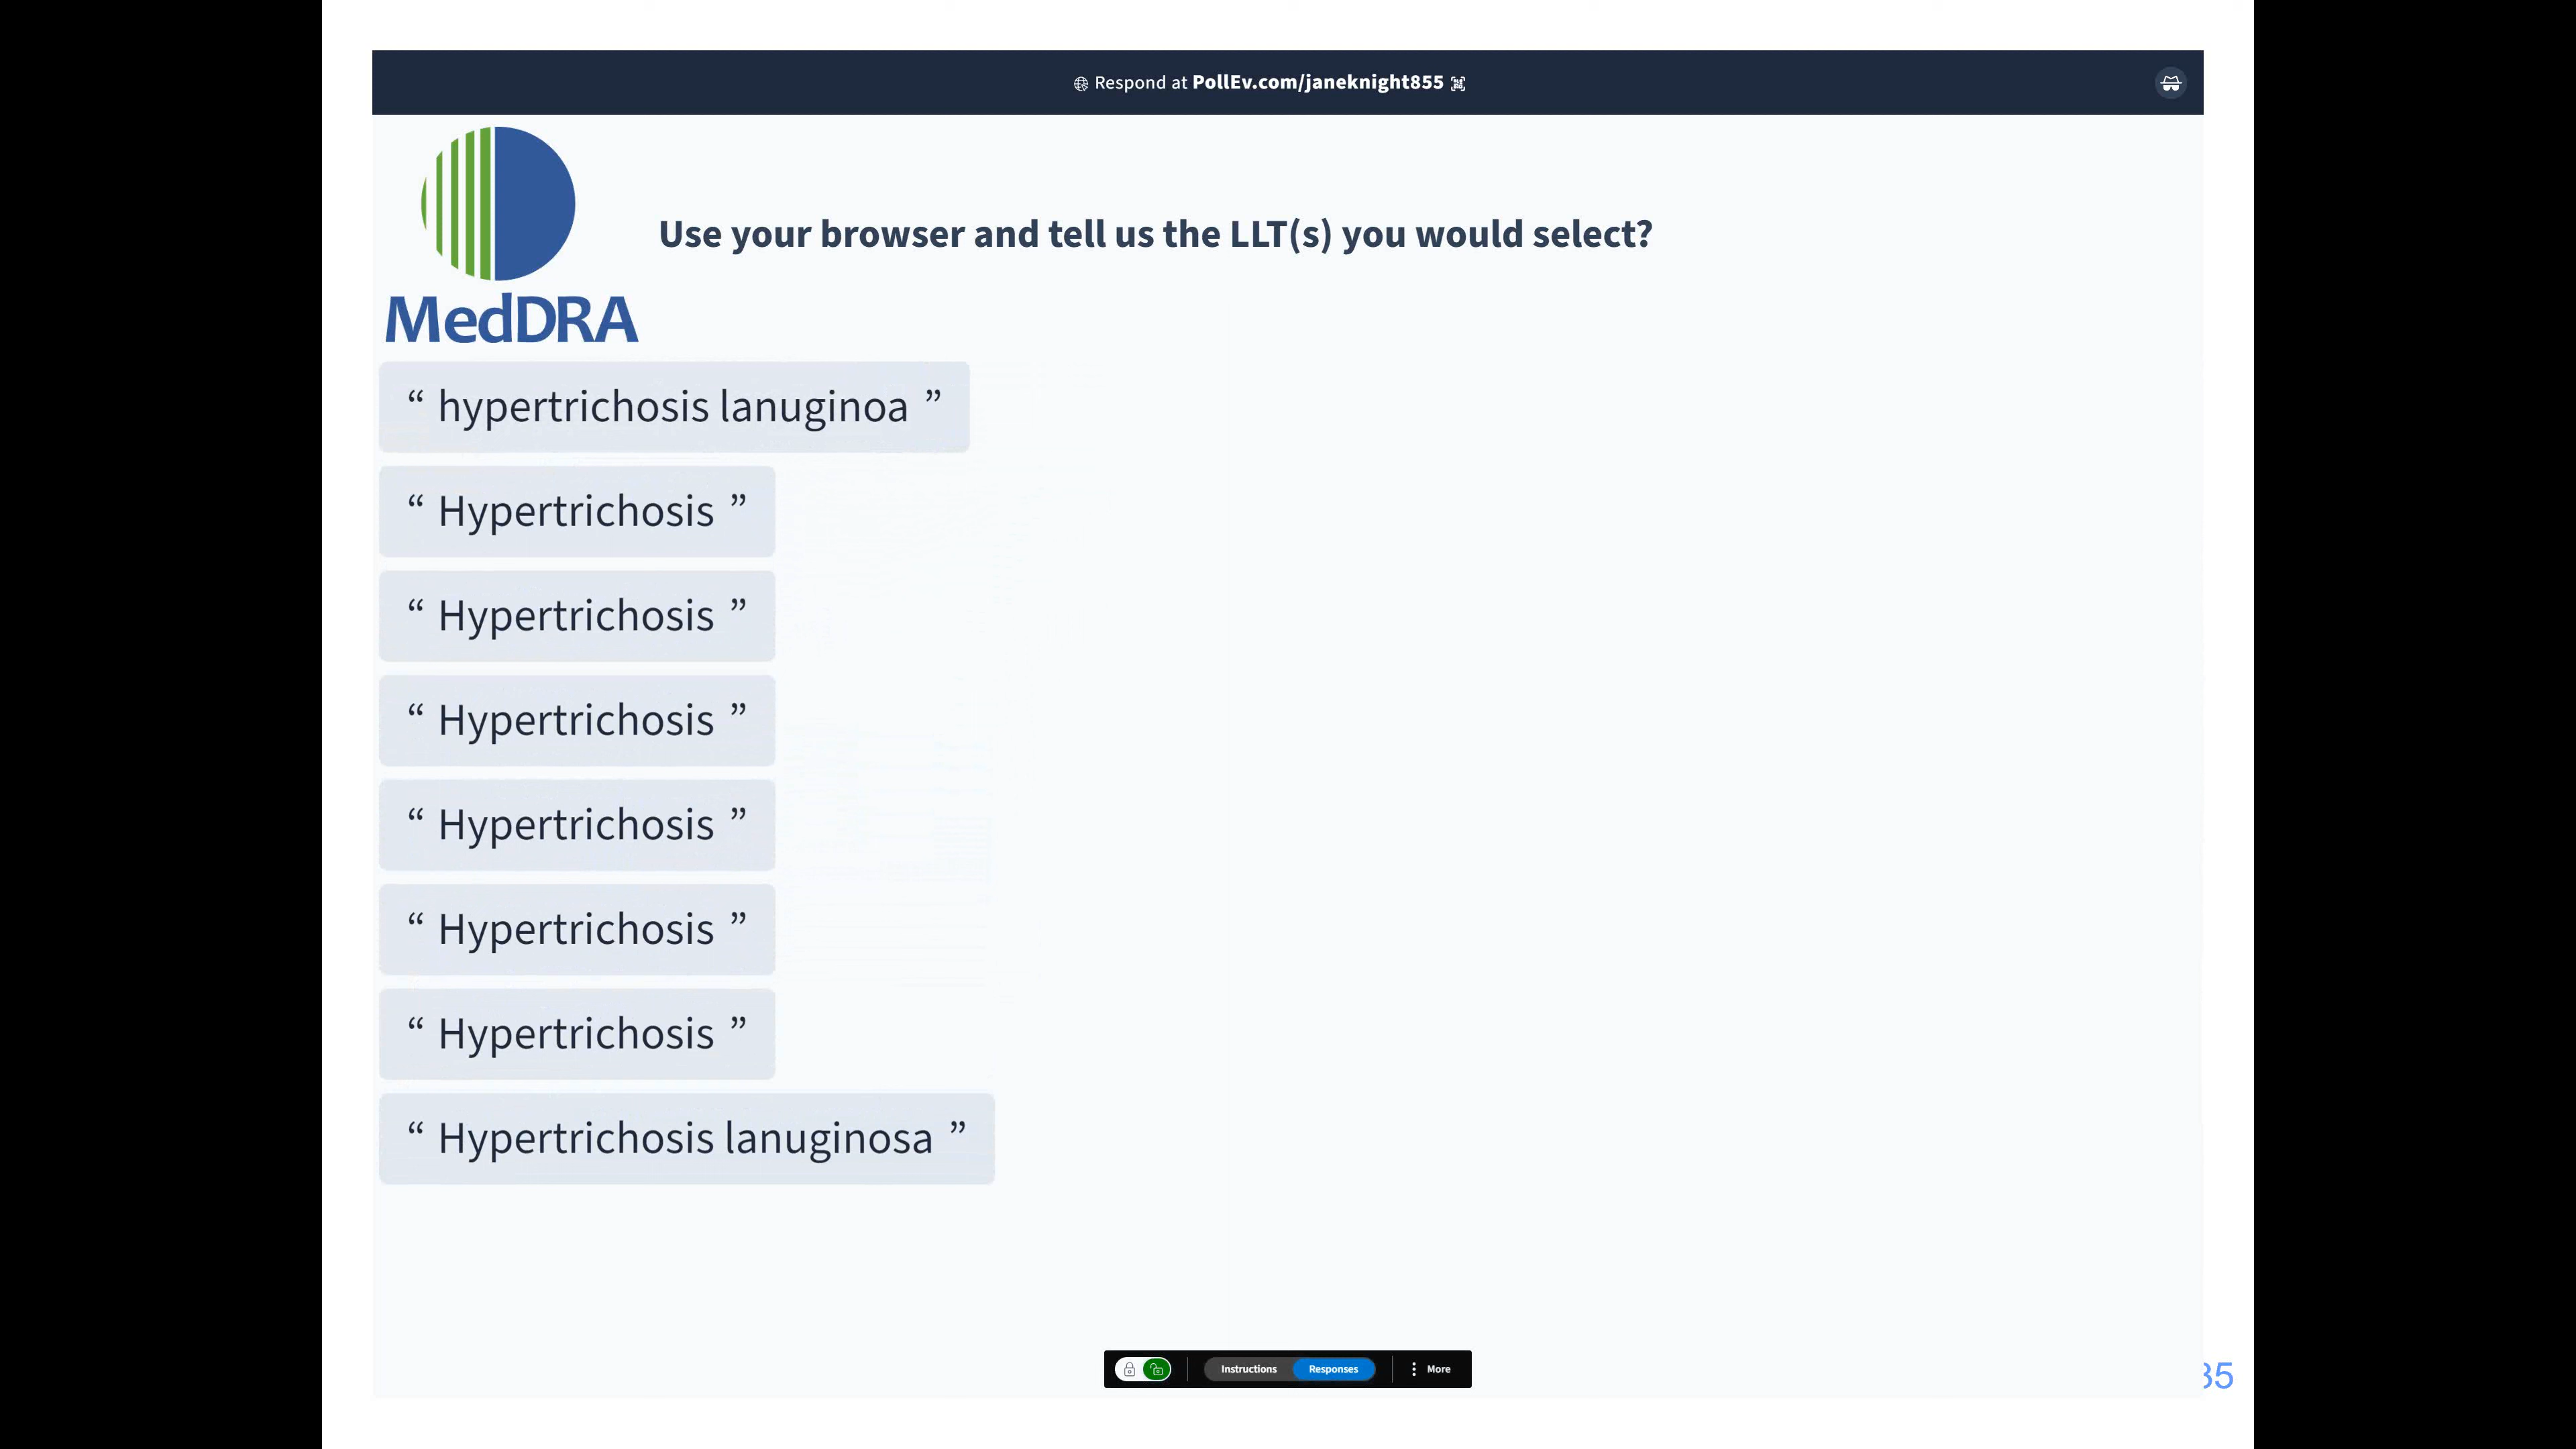 Respond at PollEv.com/janeknight855
MedDRA
Use your browser and tell us the LLT(s) you would select?
“ hypertrichosis lanuginoa ”
“ Hypertrichosis ”
“ Hypertrichosis ”
“ Hypertrichosis ”
“ Hypertrichosis ”
“ Hypertrichosis ”
“ Hypertrichosis ”
“ Hypertrichosis lanuginosa ”
Instructions Responses More